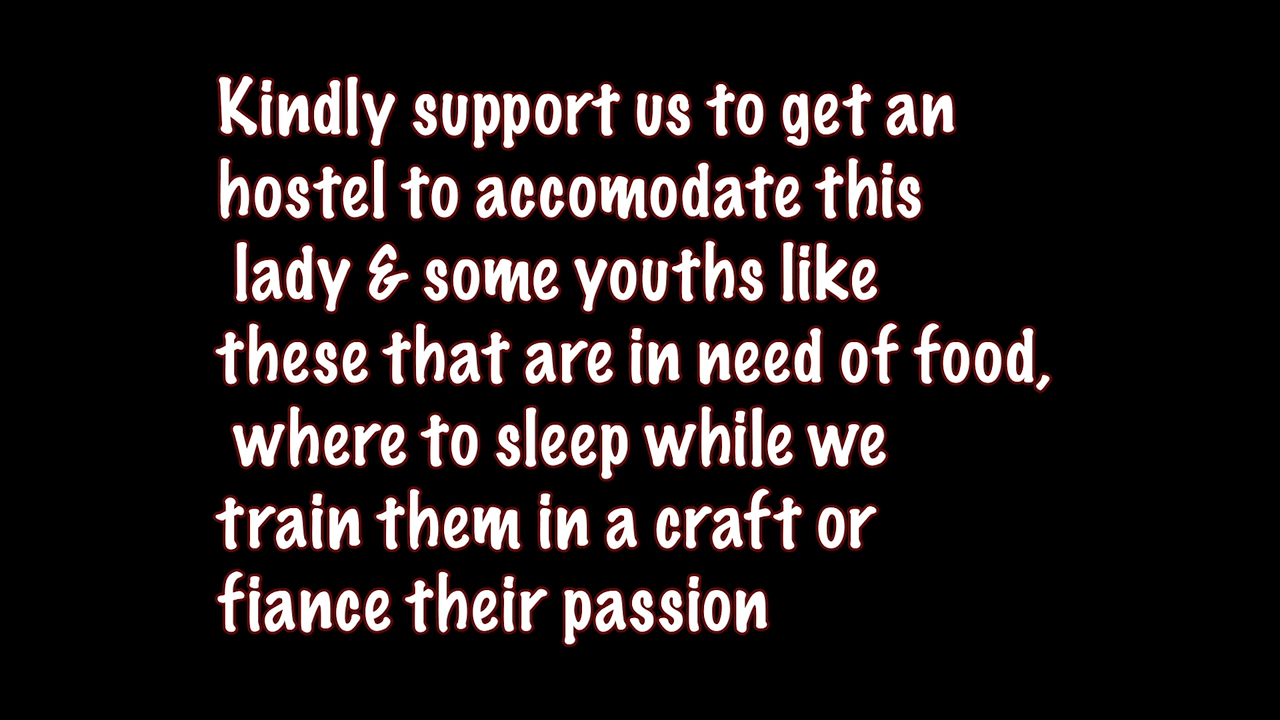 Kindly support us to get an
hostel to accomodate this
lady & some youths like
these that are in need of food,
where to sleep while we
train them in a craft or
fiance their passion